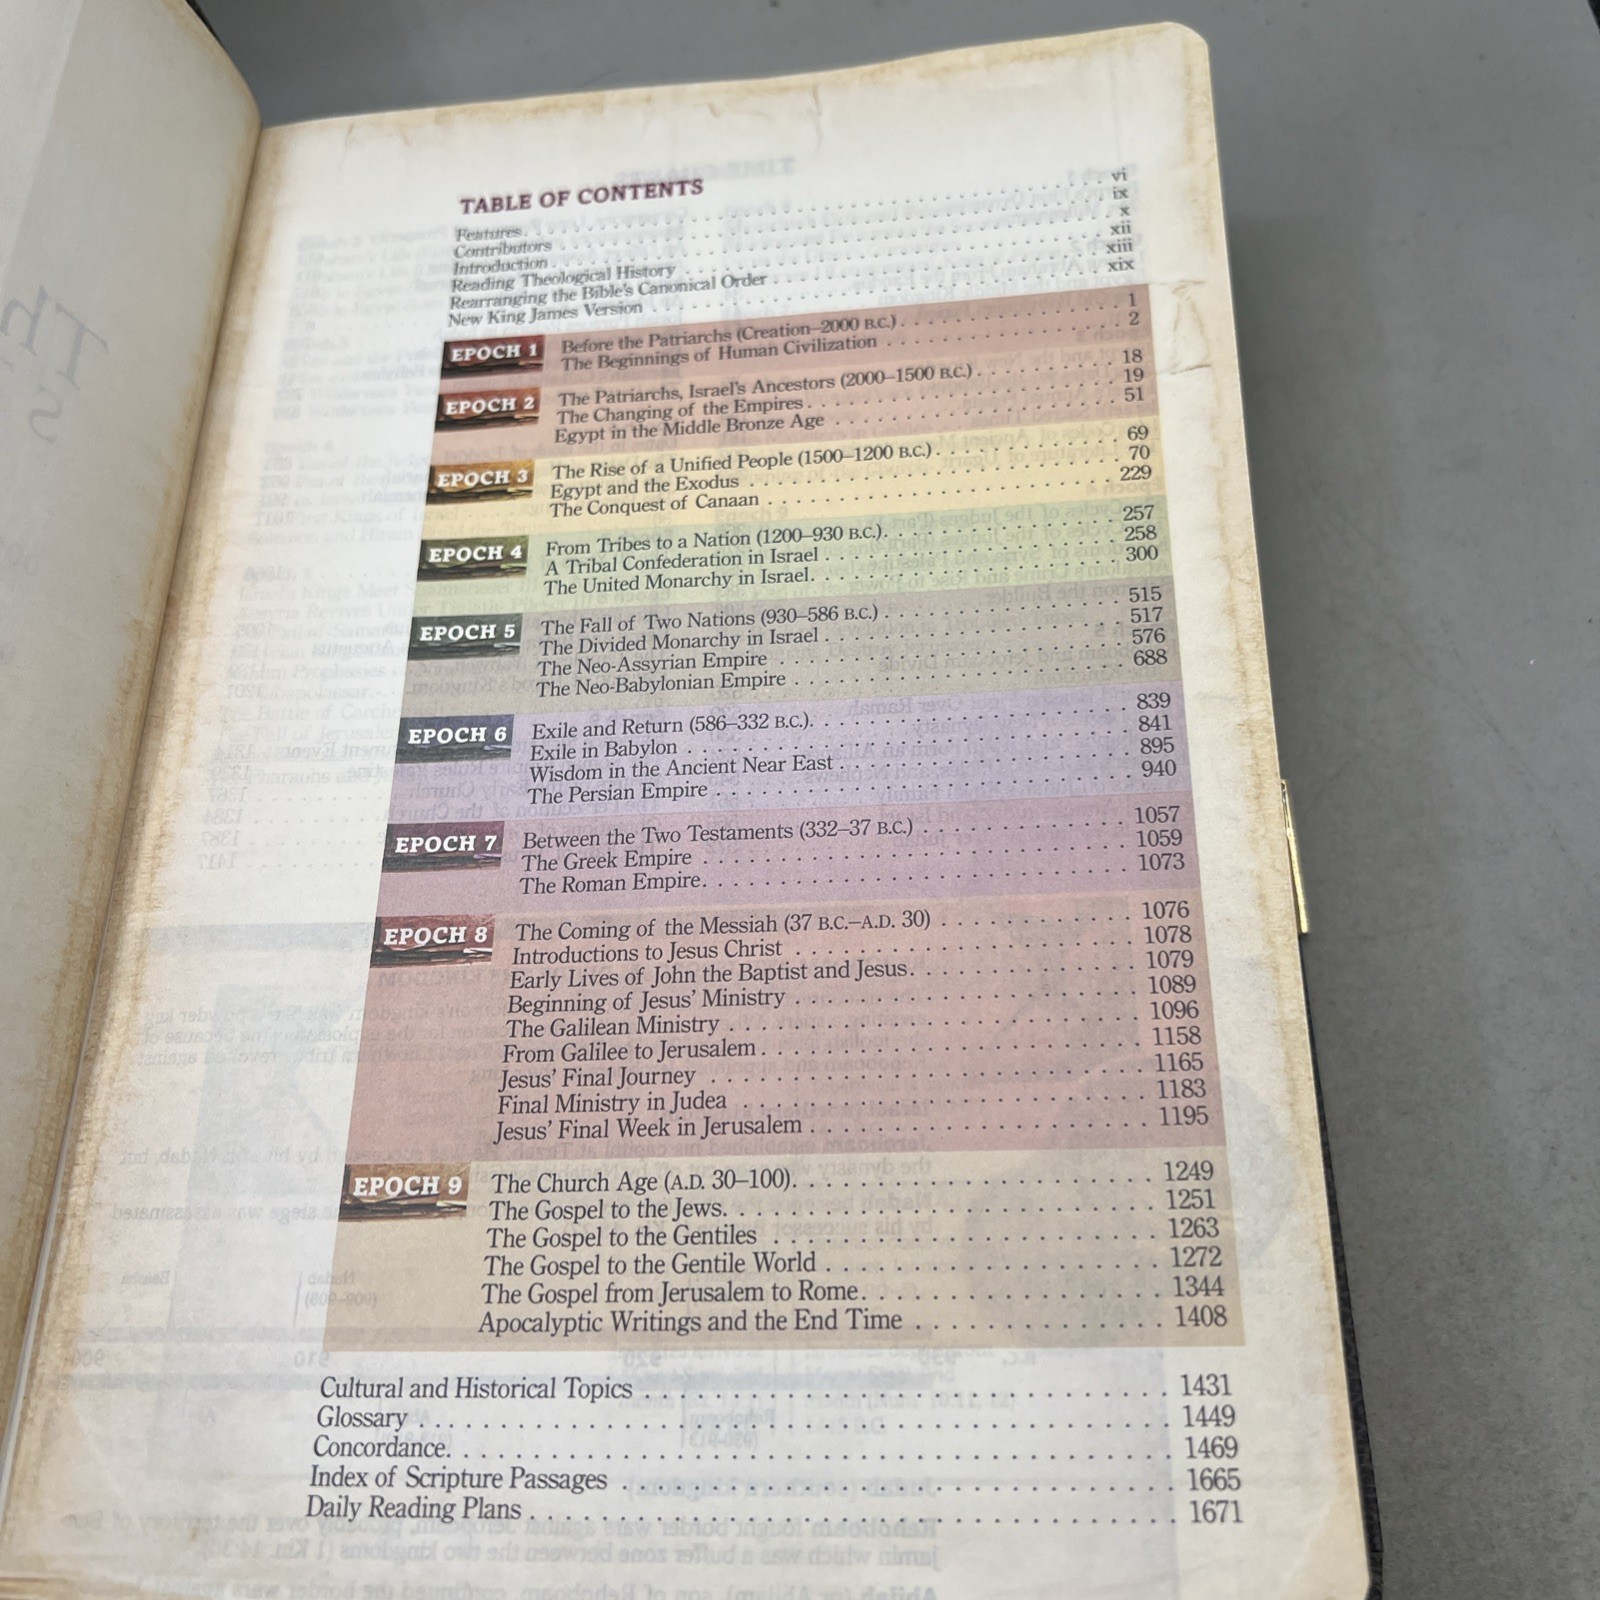 TABLE OF CONTENTS
Features . . . . . . . . . . vi
Contributors . . . . . . . . . . ix
Introduction . . . . . . . . . . x
Reading Theological History . . . . . . . . . . xii
Rearranging the Bible's Canonical Order . . . . . . . . . . xiii
New King James Version . . . . . . . . . . xix
EPOCH 1 Before the Patriarchs (Creation–2000 B.C.) . . . . . . . . . . 1
The Beginnings of Human Civilization . . . . . . . . . . 2
EPOCH 2 The Patriarchs, Israel's Ancestors (2000–1500 B.C.) . . . . . . . . . . 18
The Changing of the Empires . . . . . . . . . . 19
Egypt in the Middle Bronze Age . . . . . . . . . . 51
EPOCH 3 The Rise of a Unified People (1500–1200 B.C.) . . . . . . . . . . 69
Egypt and the Exodus . . . . . . . . . . 70
The Conquest of Canaan . . . . . . . . . . 229
EPOCH 4 From Tribes to a Nation (1200–930 B.C.) . . . . . . . . . . 257
A Tribal Confederation in Israel . . . . . . . . . . 258
The United Monarchy in Israel . . . . . . . . . . 300
EPOCH 5 The Fall of Two Nations (930–586 B.C.) . . . . . . . . . . 515
The Divided Monarchy in Israel . . . . . . . . . . 517
The Neo-Assyrian Empire . . . . . . . . . . 576
The Neo-Babylonian Empire . . . . . . . . . . 688
EPOCH 6 Exile and Return (586–332 B.C.) . . . . . . . . . . 839
Exile in Babylon . . . . . . . . . . 841
Wisdom in the Ancient Near East . . . . . . . . . . 895
The Persian Empire . . . . . . . . . . 940
EPOCH 7 Between the Two Testaments (332–37 B.C.) . . . . . . . . . . 1057
The Greek Empire . . . . . . . . . . 1059
The Roman Empire . . . . . . . . . . 1073
EPOCH 8 The Coming of the Messiah (37 B.C.–A.D. 30) . . . . . . . . . . 1076
Introductions to Jesus Christ . . . . . . . . . . 1078
Early Lives of John the Baptist and Jesus . . . . . . . . . . 1079
Beginning of Jesus' Ministry . . . . . . . . . . 1089
The Galilean Ministry . . . . . . . . . . 1096
From Galilee to Jerusalem . . . . . . . . . . 1158
Jesus' Final Journey . . . . . . . . . . 1165
Final Ministry in Judea . . . . . . . . . . 1183
Jesus' Final Week in Jerusalem . . . . . . . . . . 1195
EPOCH 9 The Church Age (A.D. 30–100) . . . . . . . . . . 1249
The Gospel to the Jews . . . . . . . . . . 1251
The Gospel to the Gentiles . . . . . . . . . . 1263
The Gospel to the Gentile World . . . . . . . . . . 1272
The Gospel from Jerusalem to Rome . . . . . . . . . . 1344
Apocalyptic Writings and the End Time . . . . . . . . . . 1408
Cultural and Historical Topics . . . . . . . . . . 1431
Glossary . . . . . . . . . . 1449
Concordance . . . . . . . . . . 1469
Index of Scripture Passages . . . . . . . . . . 1665
Daily Reading Plans . . . . . . . . . . 1671